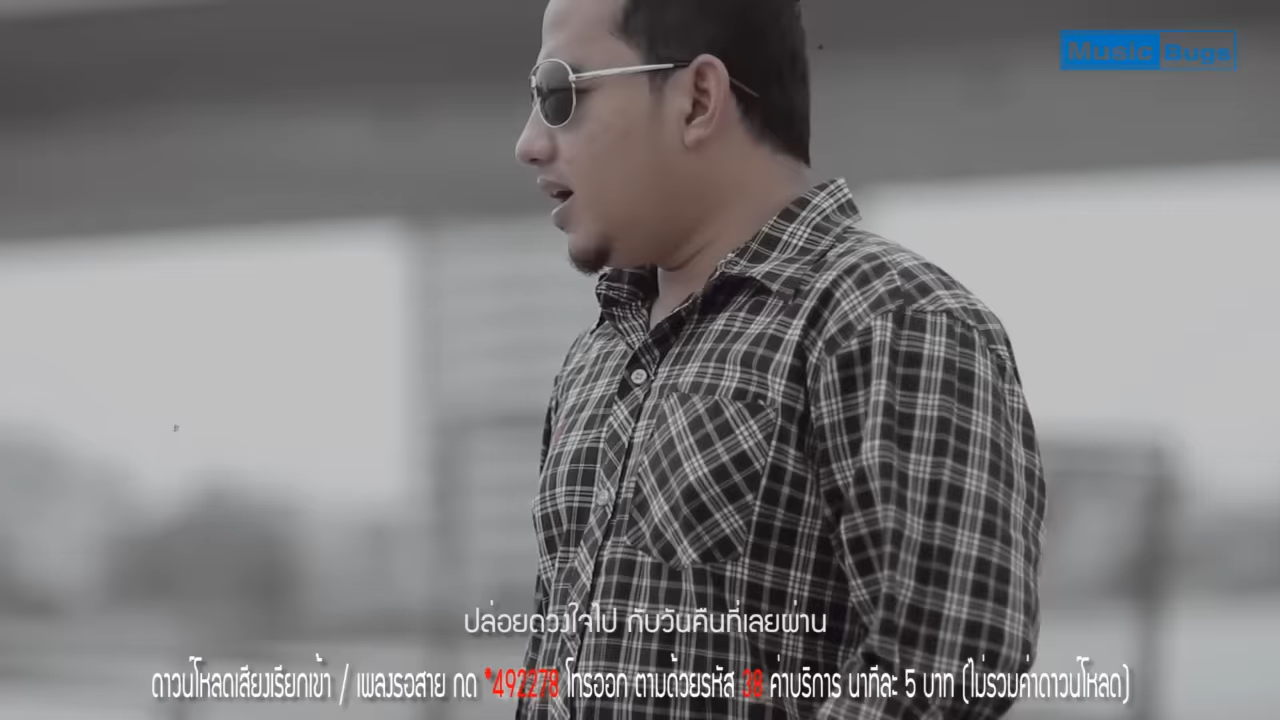 Music Bugs
ปล่อยดวงใจไป กับวันคืนที่เลยผ่าน
ดาวน์โหลดเสียงเรียกเข้า / เพลงรอสาย กด *492278 โทรออก ตามด้วยรหัส 38 ค่าบริการ นาทีละ 5 บาท (ไม่รวมค่าดาวน์โหลด)